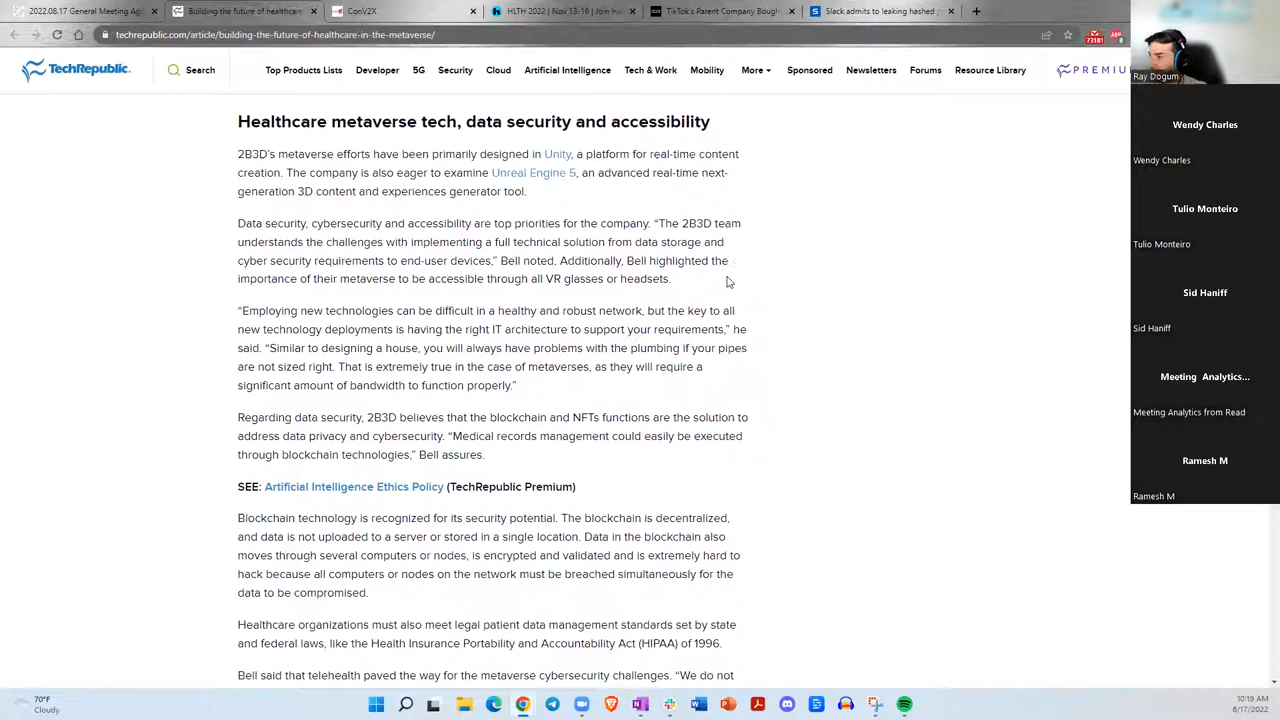 2022.08.17 General Meeting Age
Building the future of healthcar
ConV2X
HLTH 2022 | Nov 13-16 | Join H
TikTok's Parent Company Bough
Slack admits to leaking hashed
techrepublic.com/article/building-the-future-of-healthcare-in-the-metaverse/
73181
TechRepublic.
Search
Top Products Lists
Developer
5G
Security
Cloud
Artificial Intelligence
Tech & Work
Mobility
More
Sponsored
Newsletters
Forums
Resource Library
PREMIU
Healthcare metaverse tech, data security and accessibility
2B3D's metaverse efforts have been primarily designed in Unity, a platform for real-time content
creation. The company is also eager to examine Unreal Engine 5, an advanced real-time next-
generation 3D content and experiences generator tool.
Data security, cybersecurity and accessibility are top priorities for the company. “The 2B3D team
understands the challenges with implementing a full technical solution from data storage and
cyber security requirements to end-user devices,” Bell noted. Additionally, Bell highlighted the
importance of their metaverse to be accessible through all VR glasses or headsets.
“Employing new technologies can be difficult in a healthy and robust network, but the key to all
new technology deployments is having the right IT architecture to support your requirements,” he
said. “Similar to designing a house, you will always have problems with the plumbing if your pipes
are not sized right. That is extremely true in the case of metaverses, as they will require a
significant amount of bandwidth to function properly.”
Regarding data security, 2B3D believes that the blockchain and NFTs functions are the solution to
address data privacy and cybersecurity. “Medical records management could easily be executed
through blockchain technologies,” Bell assures.
SEE: Artificial Intelligence Ethics Policy (TechRepublic Premium)
Blockchain technology is recognized for its security potential. The blockchain is decentralized,
and data is not uploaded to a server or stored in a single location. Data in the blockchain also
moves through several computers or nodes, is encrypted and validated and is extremely hard to
hack because all computers or nodes on the network must be breached simultaneously for the
data to be compromised.
Healthcare organizations must also meet legal patient data management standards set by state
and federal laws, like the Health Insurance Portability and Accountability Act (HIPAA) of 1996.
Bell said that telehealth paved the way for the metaverse cybersecurity challenges. “We do not
Ray Dogum
Wendy Charles
Wendy Charles
Tulio Monteiro
Tulio Monteiro
Sid Haniff
Sid Haniff
Meeting Analytics...
Meeting Analytics from Read
Ramesh M
Ramesh M
70°F
Cloudy
10:19 AM
8/17/2022